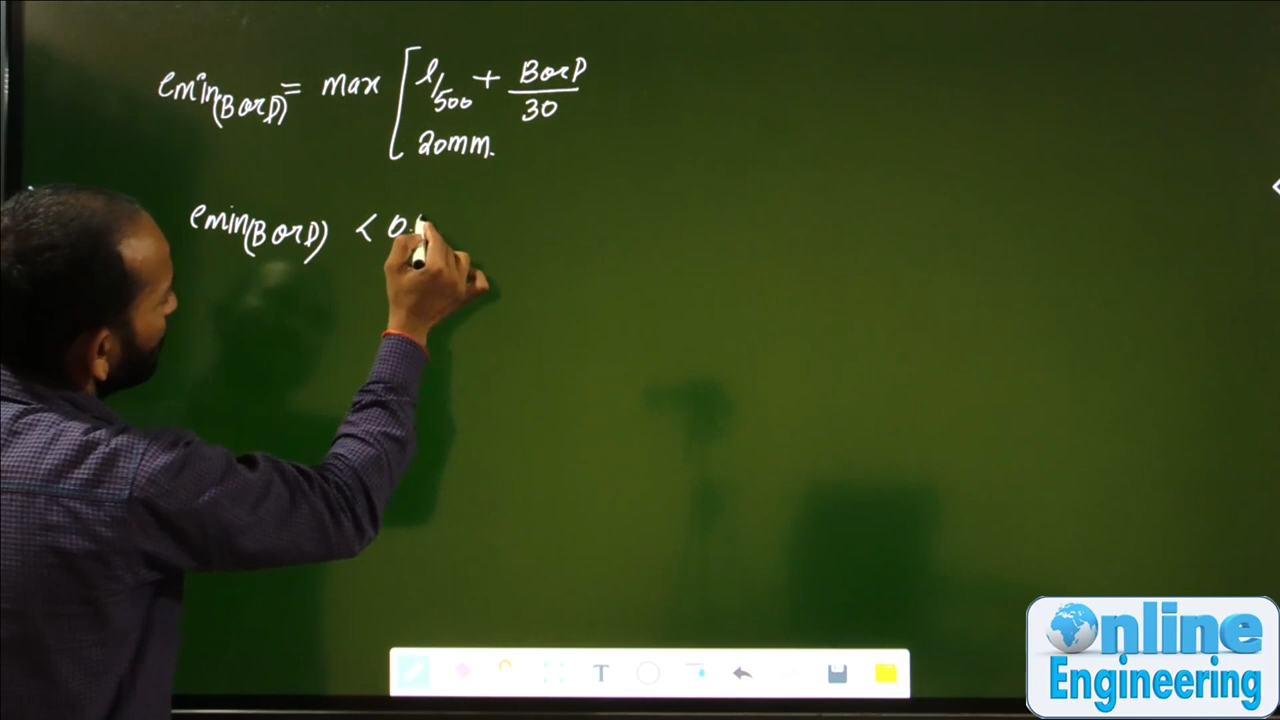 emin(B or D) = max [ l/500 + B or D / 30
20mm.
emin(B or D) < 0.
T
Online
Engineering